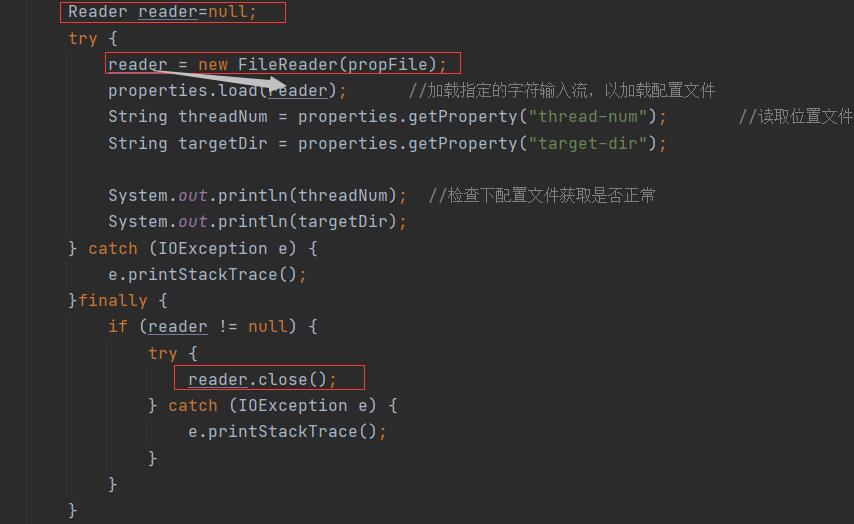 Reader reader=null;
try {
reader = new FileReader(propFile);
properties.load(reader); //加载指定的字符输入流，以加载配置文件
String threadNum = properties.getProperty("thread-num"); //读取位置文件
String targetDir = properties.getProperty("target-dir");
System.out.println(threadNum); //检查下配置文件获取是否正常
System.out.println(targetDir);
} catch (IOException e) {
e.printStackTrace();
}finally {
if (reader != null) {
try {
reader.close();
} catch (IOException e) {
e.printStackTrace();
}
}
}